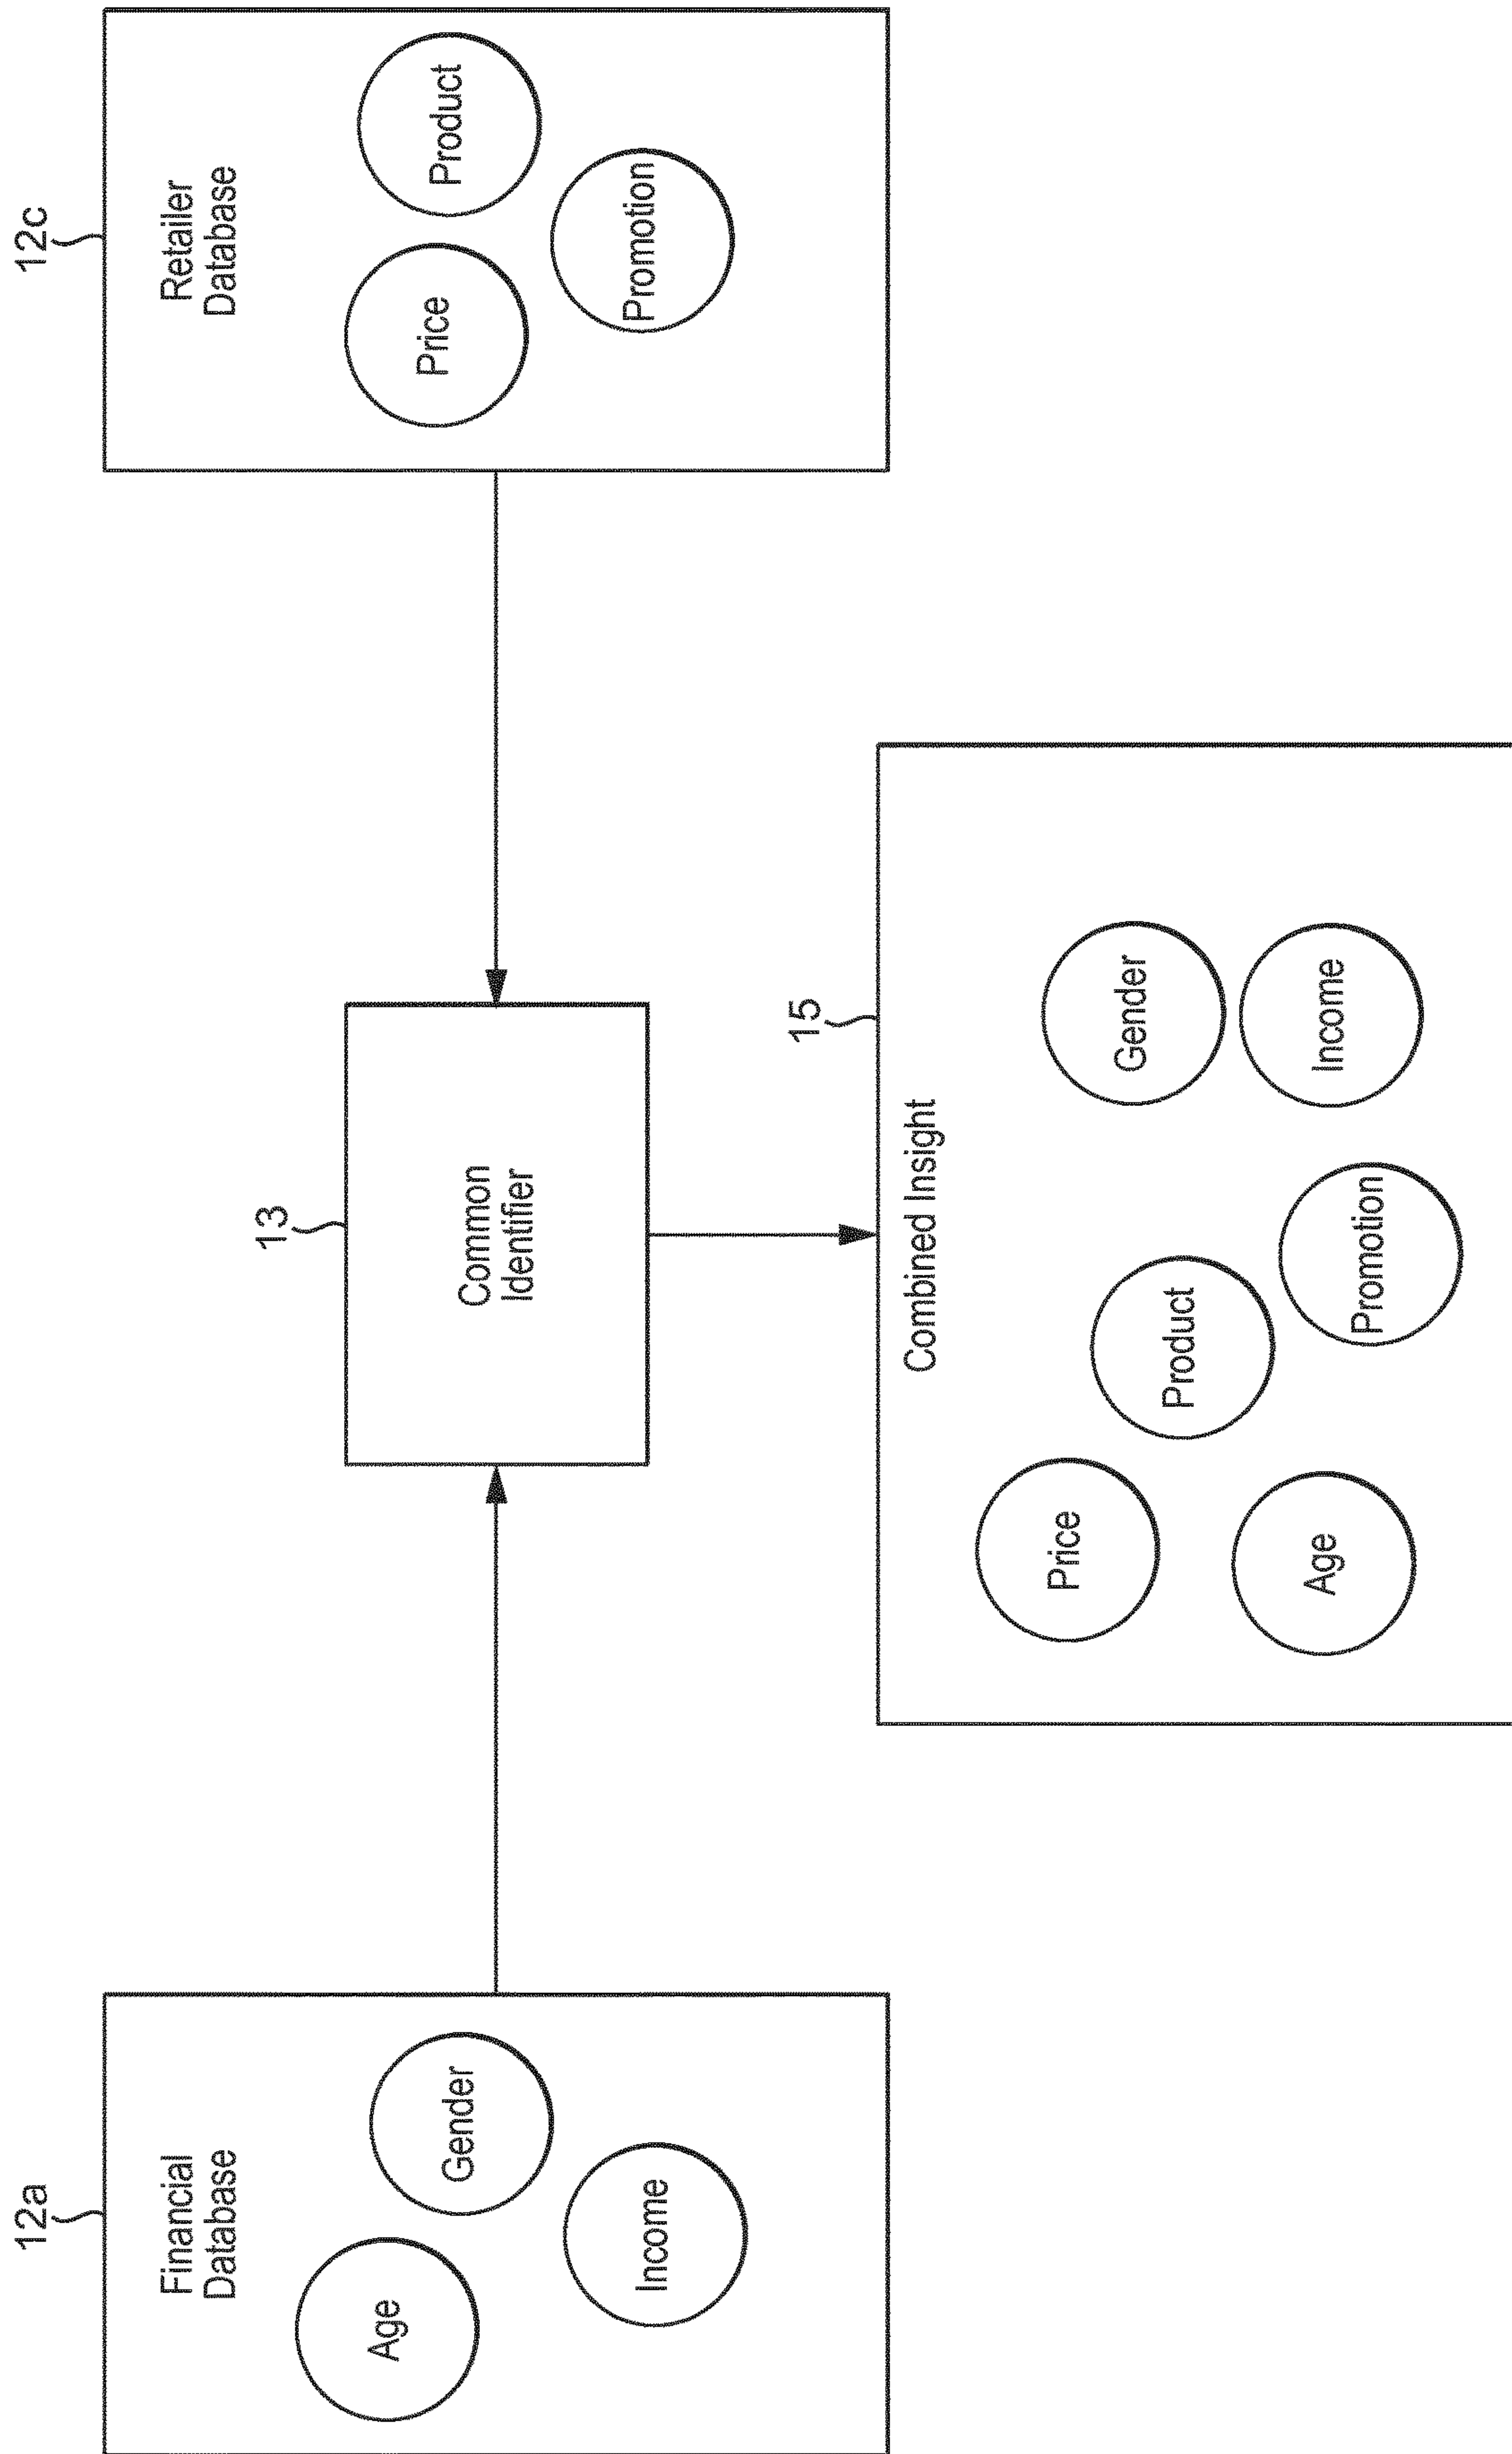 12a
Financial
Database
Age
Gender
Income
13
Common
Identifier
12c
Retailer
Database
Price
Product
Promotion
15
Combined Insight
Price
Product
Gender
Age
Promotion
Income